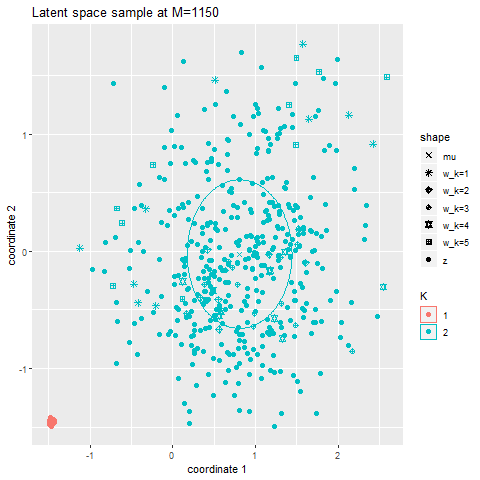 Latent space sample at M=1150
coordinate 2
1
0
-1
-1
0
1
2
coordinate 1
shape
mu
w_k=1
w_k=2
w_k=3
w_k=4
w_k=5
z
K
1
2